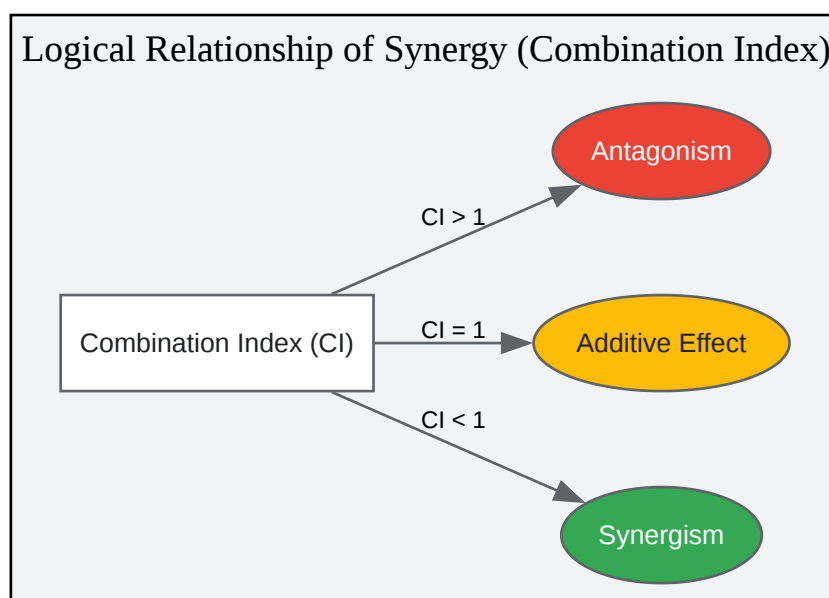 Logical Relationship of Synergy (Combination Index)
Antagonism
CI > 1
Combination Index (CI)
CI = 1
Additive Effect
CI < 1
Synergism